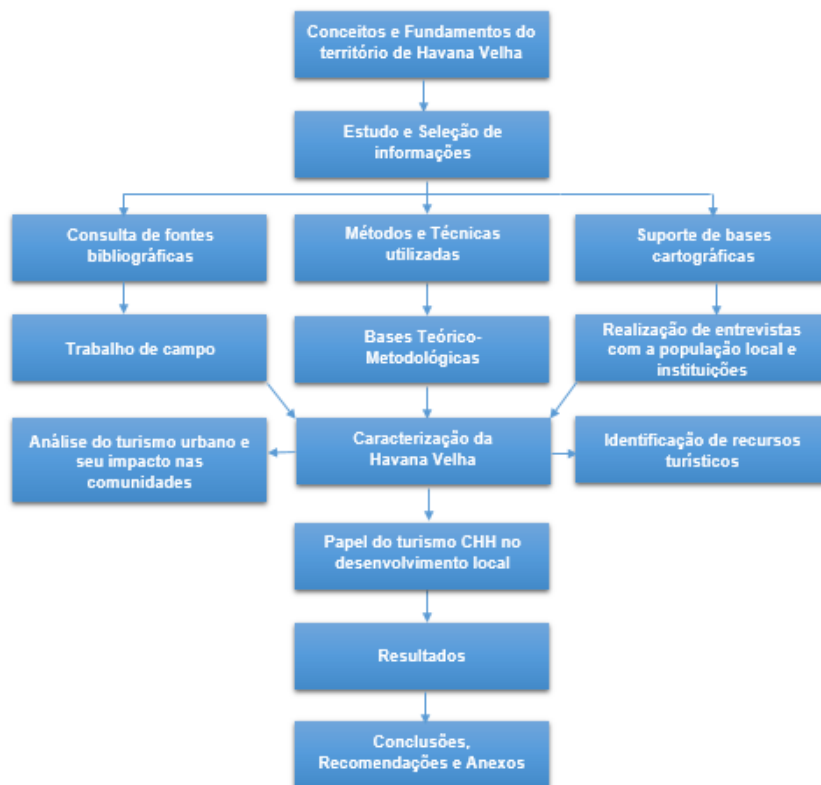 Conceitos e Fundamentos do
território de Havana Velha
Estudo e Seleção de
informações
Consulta de fontes
bibliográficas
Métodos e Técnicas
utilizadas
Suporte de bases
cartográficas
Trabalho de campo
Bases Teórico-
Metodológicas
Realização de entrevistas
com a população local e
instituições
Análise do turismo urbano e
seu impacto nas
comunidades
Caracterização da
Havana Velha
Identificação de recursos
turísticos
Papel do turismo CHH no
desenvolvimento local
Resultados
Conclusões,
Recomendações e Anexos